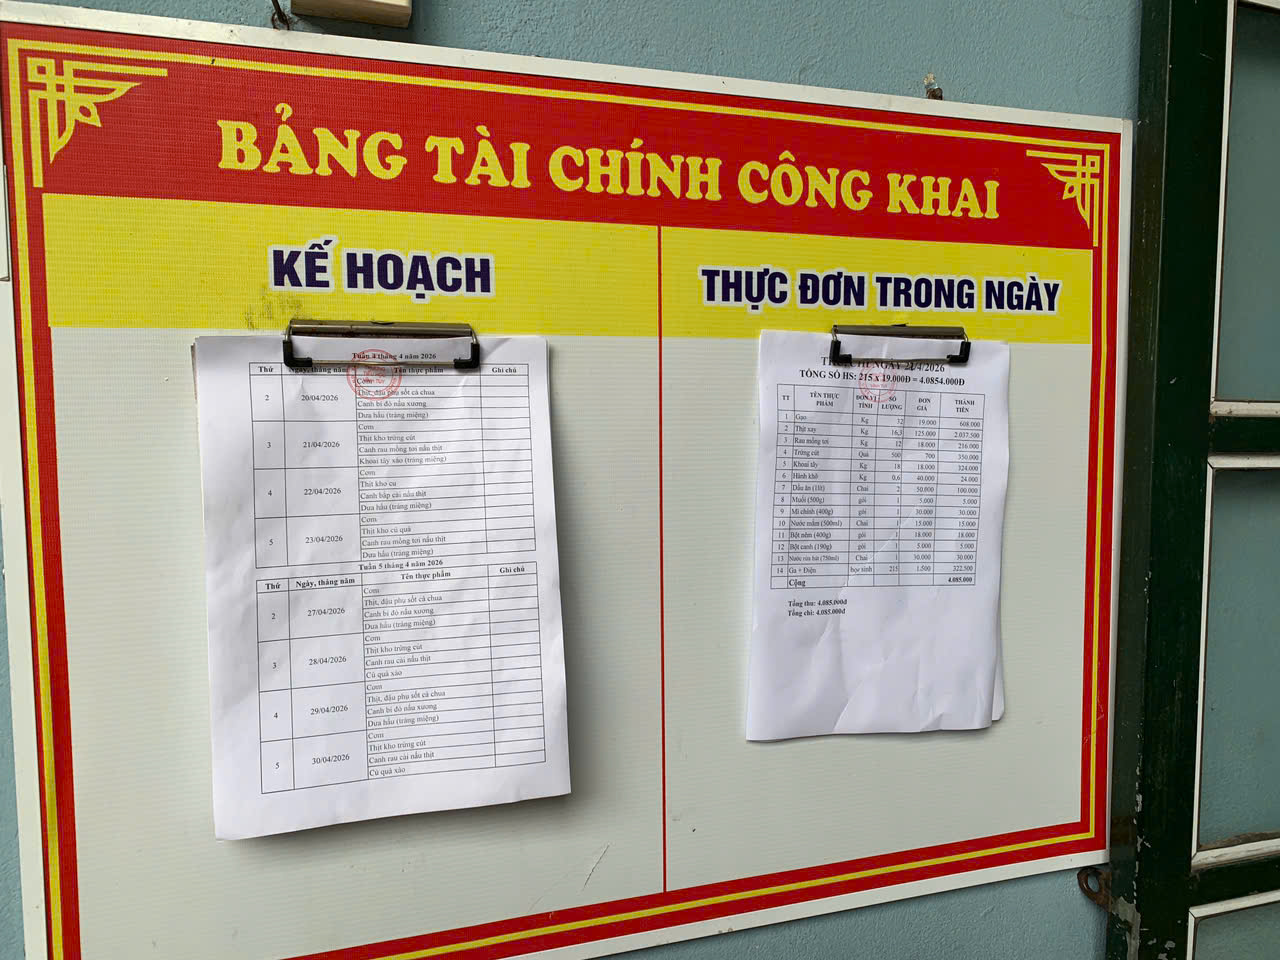 BẢNG TÀI CHÍNH CÔNG KHAI
KẾ HOẠCH
Tuần 4 tháng 4 năm 2026
Thứ Ngày, tháng năm Tên thực phẩm Ghi chú
2 20/04/2026
Cơm
Thịt, đậu phụ sốt cà chua
Canh bí đỏ nấu xương
Dưa hấu (tráng miệng)
3 21/04/2026
Cơm
Thịt kho trứng cút
Canh rau mồng tơi nấu thịt
Khoai tây xào (tráng miệng)
4 22/04/2026
Cơm
Thịt kho cu
Canh bắp cải nấu thịt
Dưa hấu (tráng miệng)
5 23/04/2026
Cơm
Thịt kho củ quả
Canh rau mồng tơi nấu thịt
Dưa hấu (tráng miệng)
Tuần 5 tháng 4 năm 2026
Thứ Ngày, tháng năm Tên thực phẩm Ghi chú
2 27/04/2026
Cơm
Thịt, đậu phụ sốt cà chua
Canh bí đỏ nấu xương
Dưa hấu (tráng miệng)
3 28/04/2026
Cơm
Thịt kho trứng cút
Canh rau cải nấu thịt
Củ quả xào
4 29/04/2026
Cơm
Thịt, đậu phụ sốt cà chua
Canh bí đỏ nấu xương
Dưa hấu (tráng miệng)
5 30/04/2026
Cơm
Thịt kho trứng cút
Canh rau cải nấu thịt
Củ quả xào
THỰC ĐƠN TRONG NGÀY
NGÀY 21/4/2026
TỔNG SỐ HS: 215 x 19.000Đ = 4.0854.000Đ
TT TÊN THỰC PHẨM ĐƠN VỊ TÍNH SỐ LƯỢNG ĐƠN GIÁ THÀNH TIỀN
1 Gạo Kg 32 19.000 608.000
2 Thịt xay Kg 16,3 125.000 2.037.500
3 Rau mồng tơi Kg 12 18.000 216.000
4 Trứng cút Quả 500 700 350.000
5 Khoai tây Kg 18 18.000 324.000
6 Hành khô Kg 0,6 40.000 24.000
7 Dầu ăn (1lít) Chai 2 50.000 100.000
8 Muối (500g) gói 1 5.000 5.000
9 Mì chính (400g) gói 1 30.000 30.000
10 Nước mắm (500ml) Chai 1 15.000 15.000
11 Bột nêm (400g) gói 1 18.000 18.000
12 Bột canh (190g) gói 1 5.000 5.000
13 Nước rửa bát (750ml) Chai 1 30.000 30.000
14 Ga + Điện học sinh 215 1.500 322.500
Cộng 4.085.000
Tổng thu: 4.085.000đ
Tổng chi: 4.085.000đ